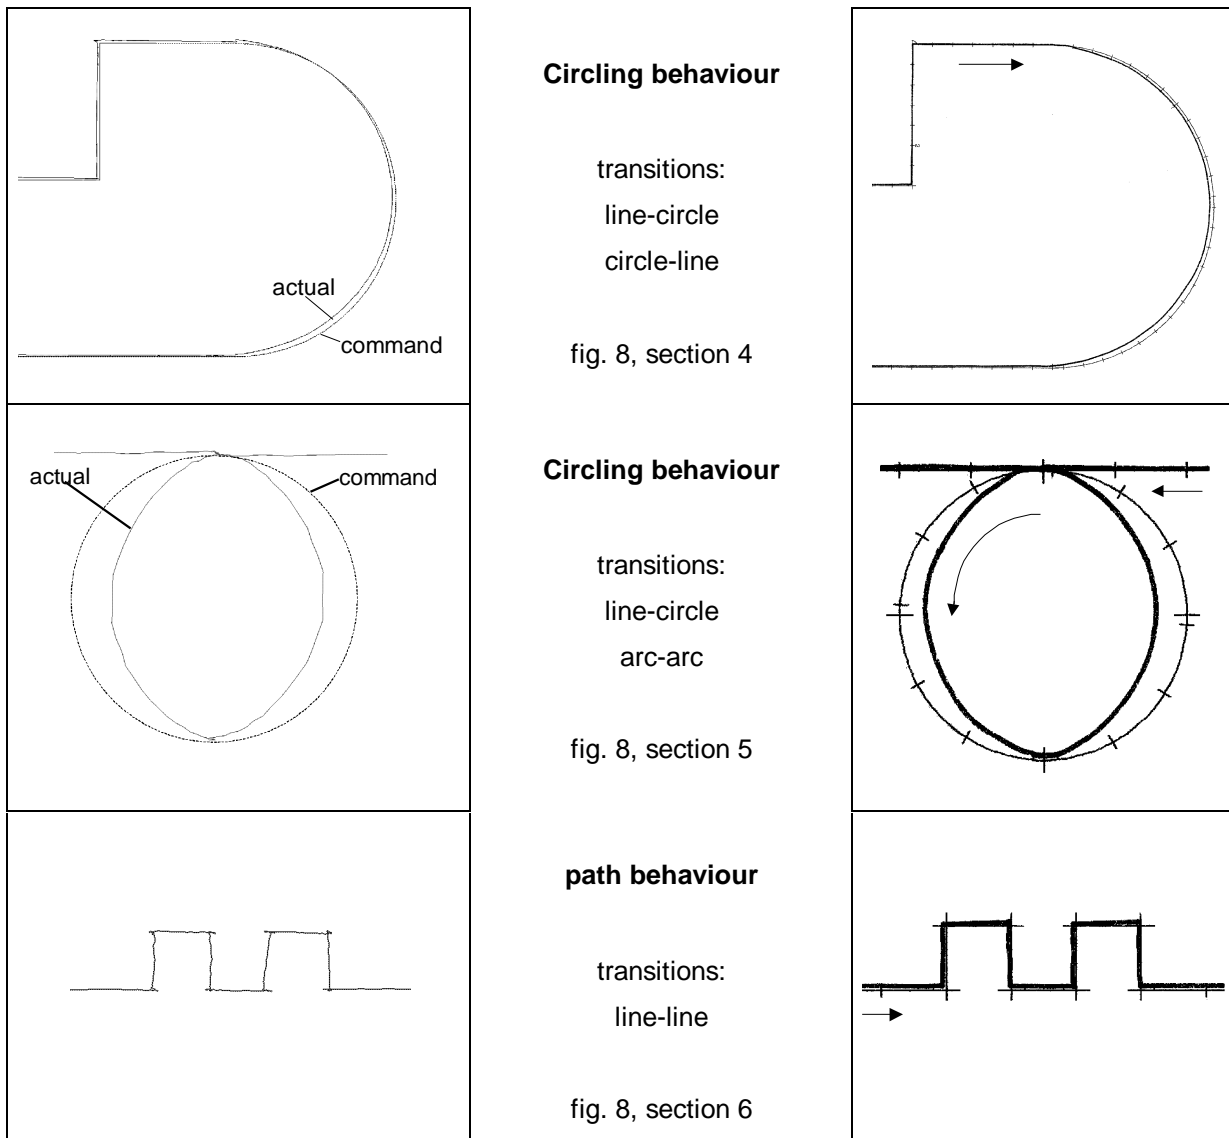 Circling behaviour
transitions:
line-circle
circle-line
fig. 8, section 4
actual
command
Circling behaviour
transitions:
line-circle
arc-arc
fig. 8, section 5
actual
command
path behaviour
transitions:
line-line
fig. 8, section 6